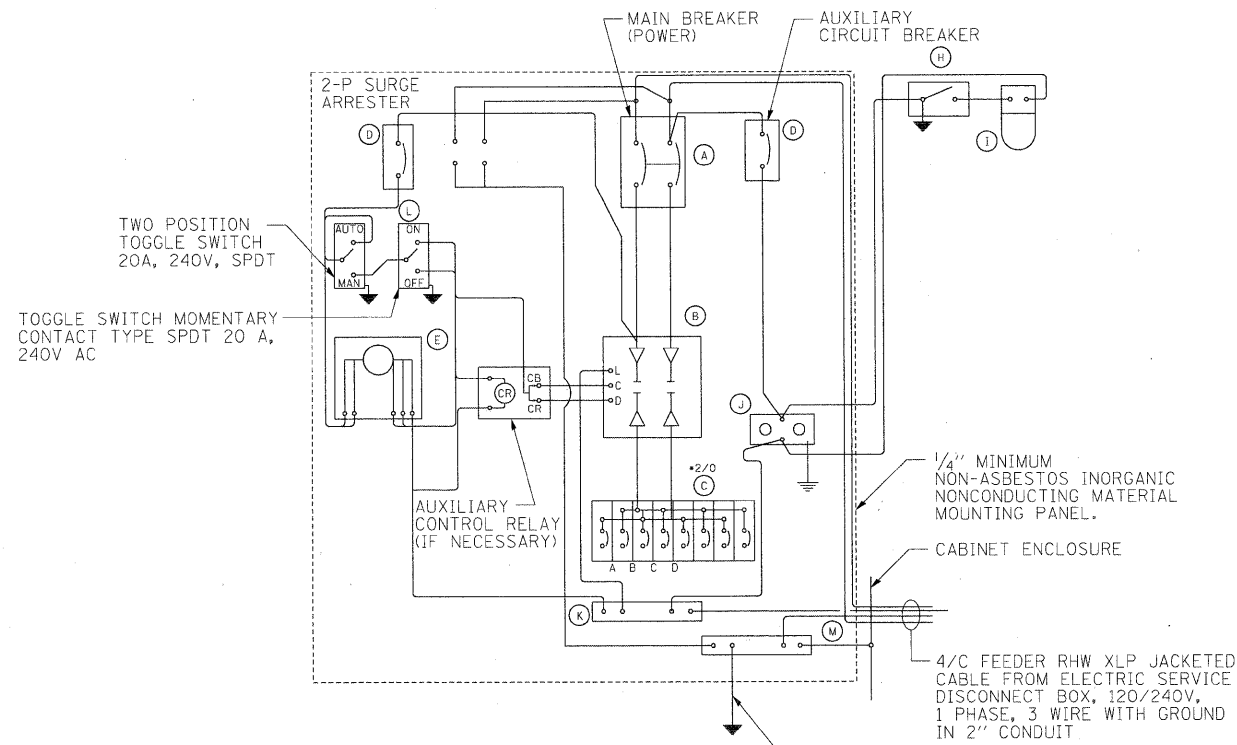 MAIN BREAKER
(POWER)
AUXILIARY
CIRCUIT BREAKER
H
2-P SURGE
ARRESTER
D
A
D
I
L
TWO POSITION
TOGGLE SWITCH
20A, 240V, SPDT
AUTO
MAN
ON
OFF
TOGGLE SWITCH MOMENTARY
CONTACT TYPE SPDT 20 A,
240V AC
E
B
L
C
D
CR
CB
CR
J
*2/0
C
AUXILIARY
CONTROL RELAY
(IF NECESSARY)
1/4" MINIMUM
NON-ASBESTOS INORGANIC
NONCONDUCTING MATERIAL
MOUNTING PANEL.
CABINET ENCLOSURE
A B C D
K
M
4/C FEEDER RHW XLP JACKETED
CABLE FROM ELECTRIC SERVICE
DISCONNECT BOX, 120/240V,
1 PHASE, 3 WIRE WITH GROUND
IN 2" CONDUIT